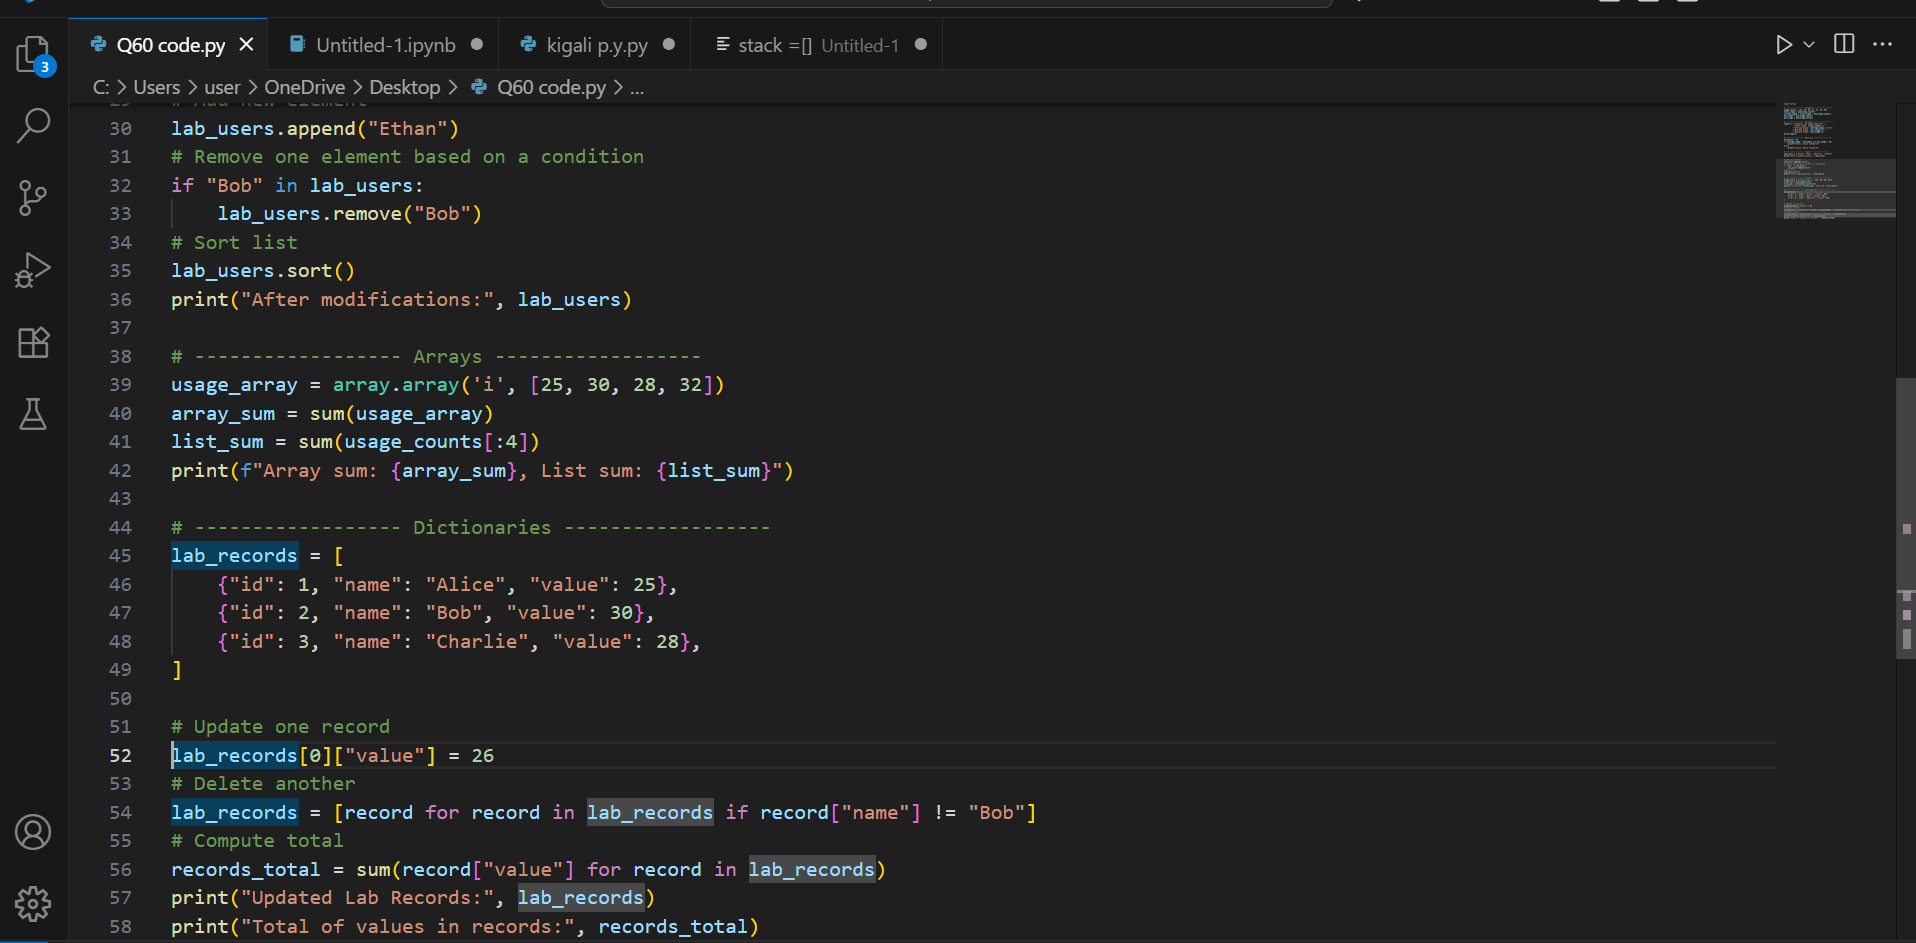 Q60 code.py
Untitled-1.ipynb
kigali p.y.py
stack =[] Untitled-1
3
C: > Users > user > OneDrive > Desktop > Q60 code.py > ...
29 # Add new element
30 lab_users.append("Ethan")
31 # Remove one element based on a condition
32 if "Bob" in lab_users:
33     lab_users.remove("Bob")
34 # Sort list
35 lab_users.sort()
36 print("After modifications:", lab_users)
37
38 # ------------------ Arrays ------------------
39 usage_array = array.array('i', [25, 30, 28, 32])
40 array_sum = sum(usage_array)
41 list_sum = sum(usage_counts[:4])
42 print(f"Array sum: {array_sum}, List sum: {list_sum}")
43
44 # ------------------ Dictionaries ------------------
45 lab_records = [
46     {"id": 1, "name": "Alice", "value": 25},
47     {"id": 2, "name": "Bob", "value": 30},
48     {"id": 3, "name": "Charlie", "value": 28},
49 ]
50
51 # Update one record
52 lab_records[0]["value"] = 26
53 # Delete another
54 lab_records = [record for record in lab_records if record["name"] != "Bob"]
55 # Compute total
56 records_total = sum(record["value"] for record in lab_records)
57 print("Updated Lab Records:", lab_records)
58 print("Total of values in records:", records_total)